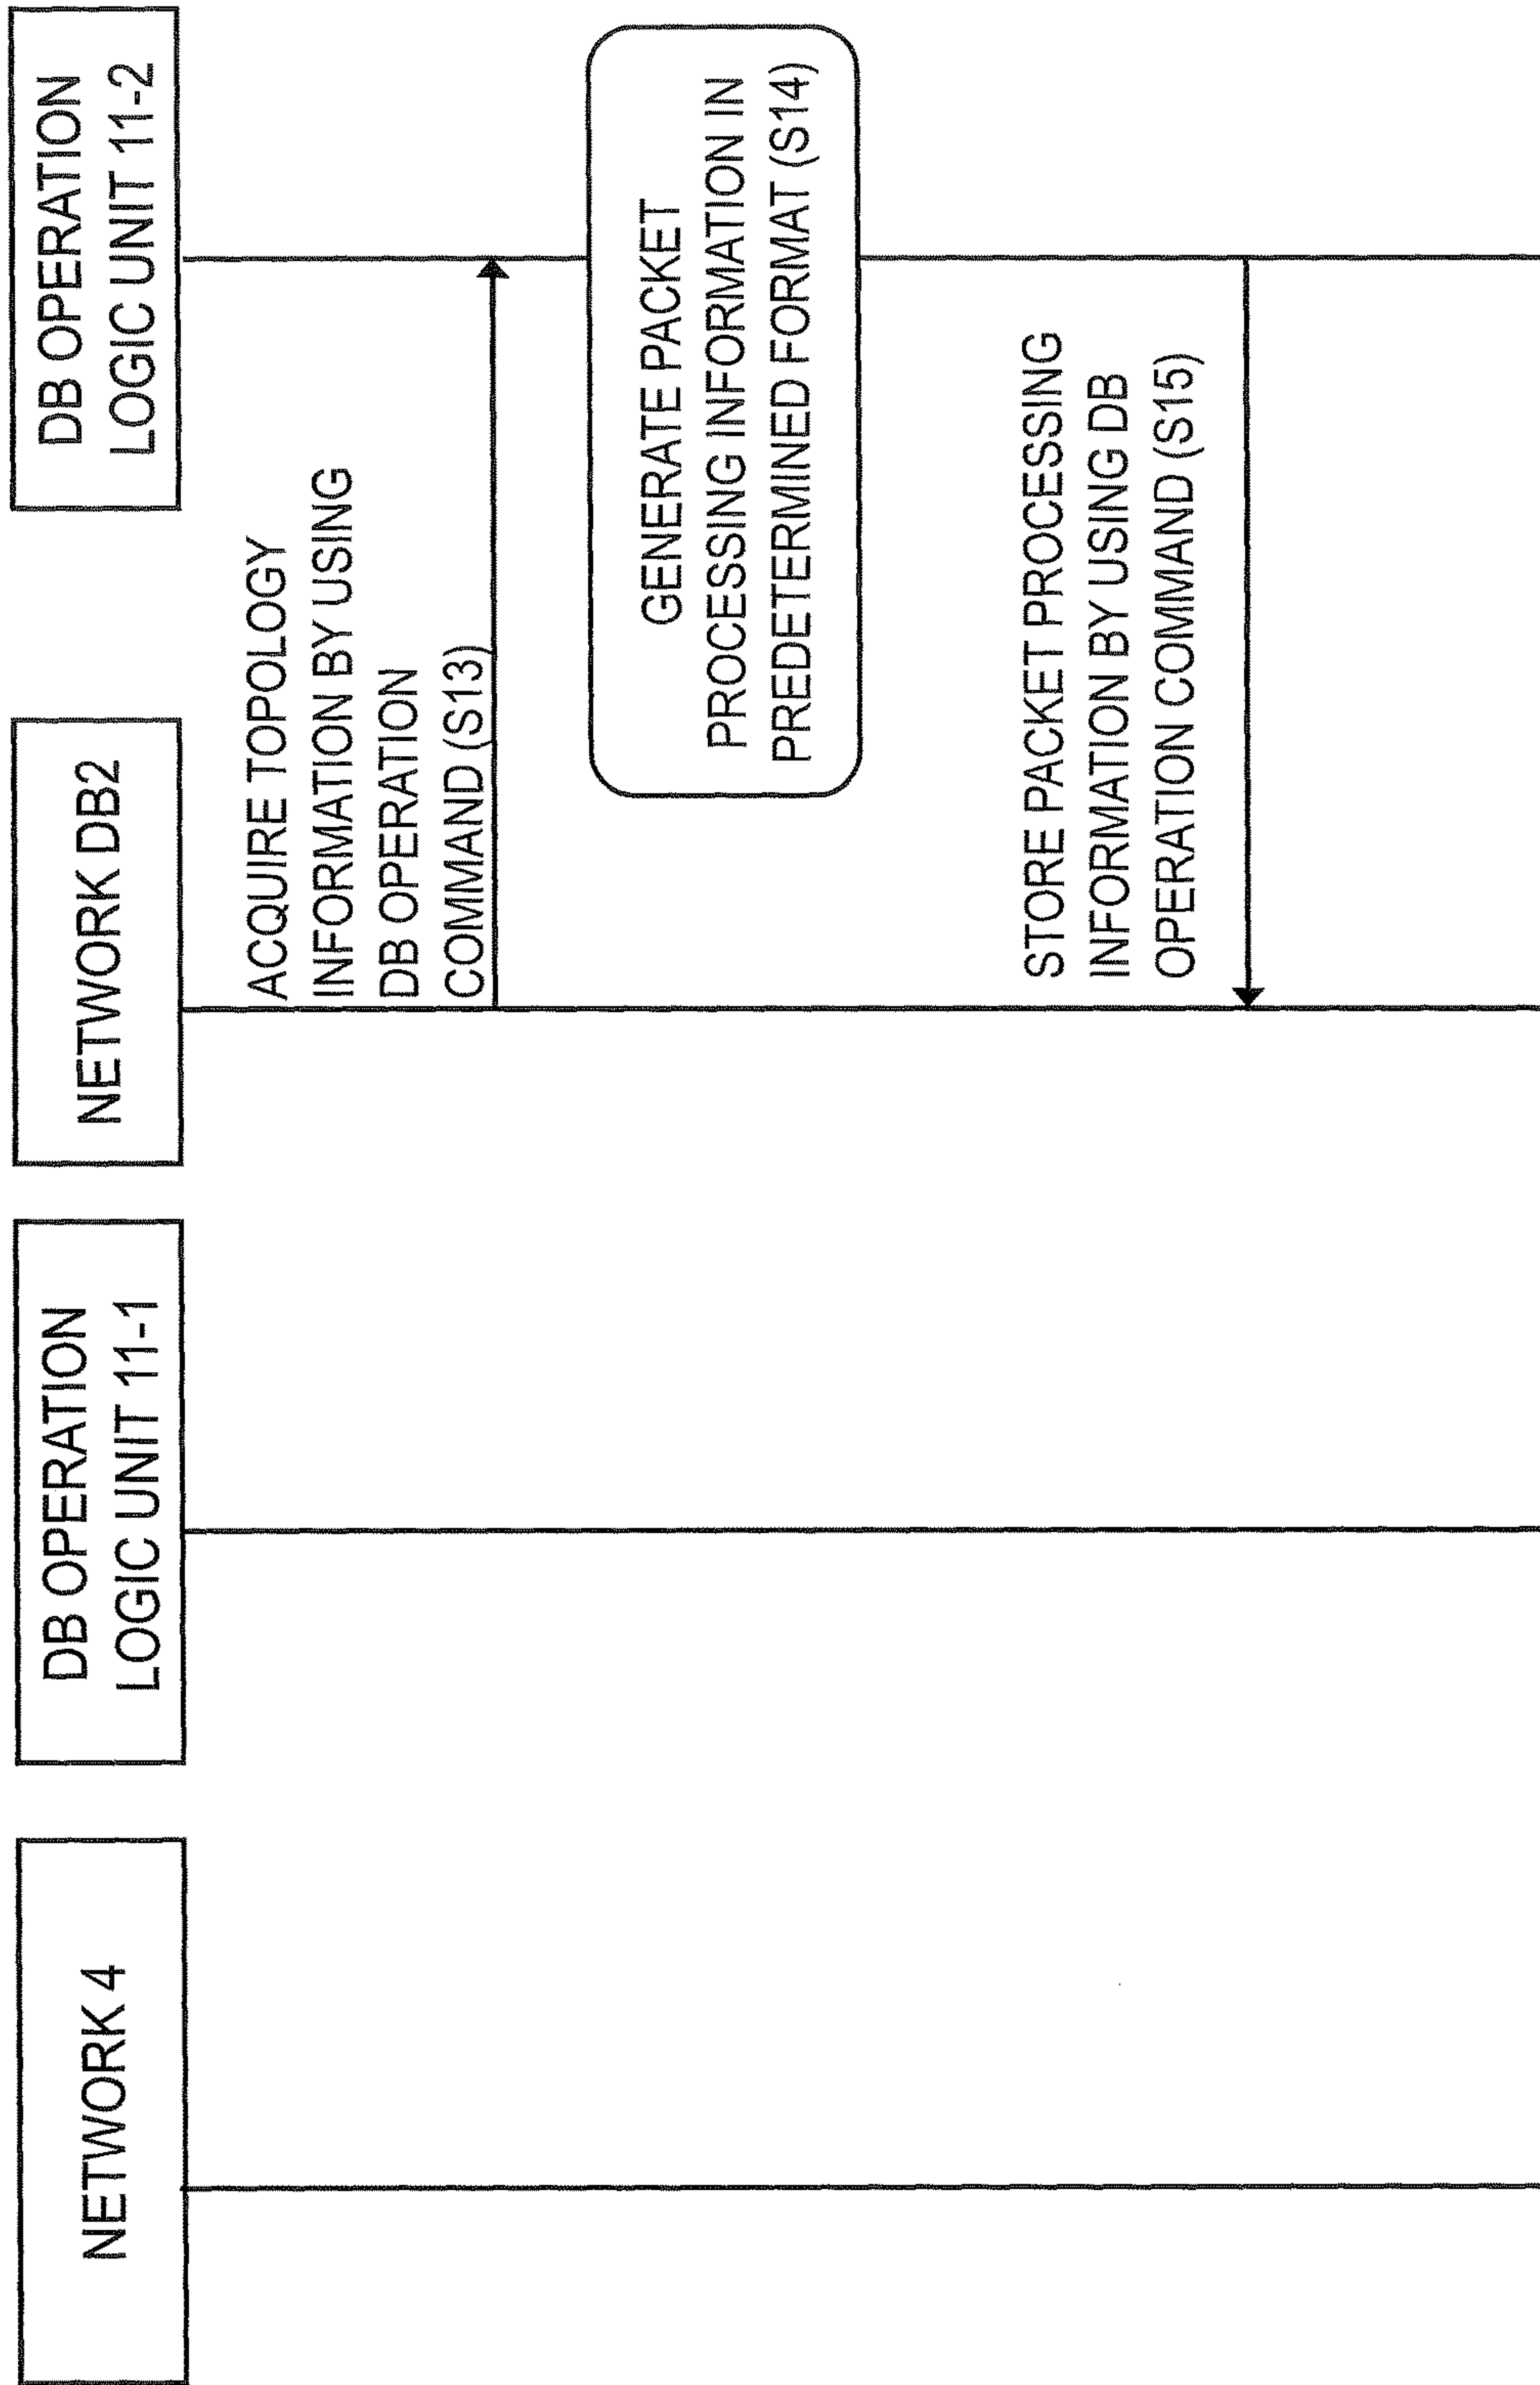 NETWORK 4
DB OPERATION
LOGIC UNIT 11-1
NETWORK DB2
DB OPERATION
LOGIC UNIT 11-2
ACQUIRE TOPOLOGY
INFORMATION BY USING
DB OPERATION
COMMAND (S13)
GENERATE PACKET
PROCESSING INFORMATION IN
PREDETERMINED FORMAT (S14)
STORE PACKET PROCESSING
INFORMATION BY USING DB
OPERATION COMMAND (S15)